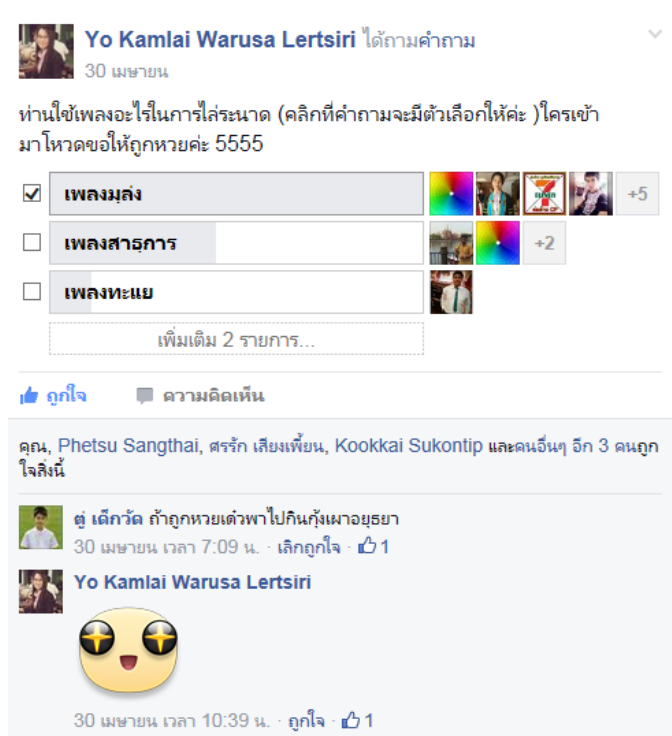 Yo Kamlai Warusa Lertsiri ได้ถามคำถาม
30 เมษายน
ท่านใช้เพลงอะไรในการไล่ระนาด (คลิกที่คำถามจะมีตัวเลือกให้ค่ะ )ใครเข้า
มาโหวดขอให้ถูกหวยค่ะ 5555
เพลงมุล่ง
+5
เพลงสาธุการ
+2
เพลงทะแย
เพิ่มเติม 2 รายการ...
ถูกใจ ความคิดเห็น
คุณ, Phetsu Sangthai, ศรรัก เสียงเพี้ยน, Kookkai Sukontip และคนอื่นๆ อีก 3 คนถูก
ใจสิ่งนี้
ตู่ เด็กวัด ถ้าถูกหวยเด๋วพาไปกินกุ้งเผาอยุธยา
30 เมษายน เวลา 7:09 น. · เลิกถูกใจ · 1
Yo Kamlai Warusa Lertsiri
30 เมษายน เวลา 10:39 น. · ถูกใจ · 1